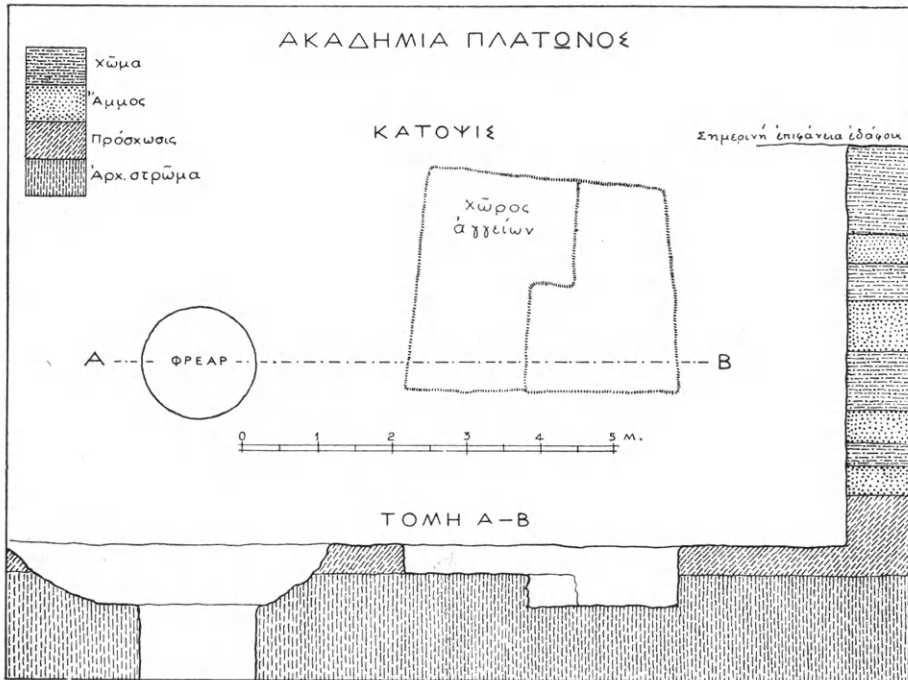 ΑΚΑΔΗΜΙΑ ΠΛΑΤΩΝΟΣ
χῶμα
Ἄμμος
Πρόσχωσις
Ἀρχ. στρῶμα
ΚΑΤΟΨΙΣ
Σημερινή ἐπιφάνεια ἐδάφους
χῶρος
ἀγγείων
Α
ΦΡΕΑΡ
Β
0 1 2 3 4 5 Μ.
ΤΟΜΗ Α-Β